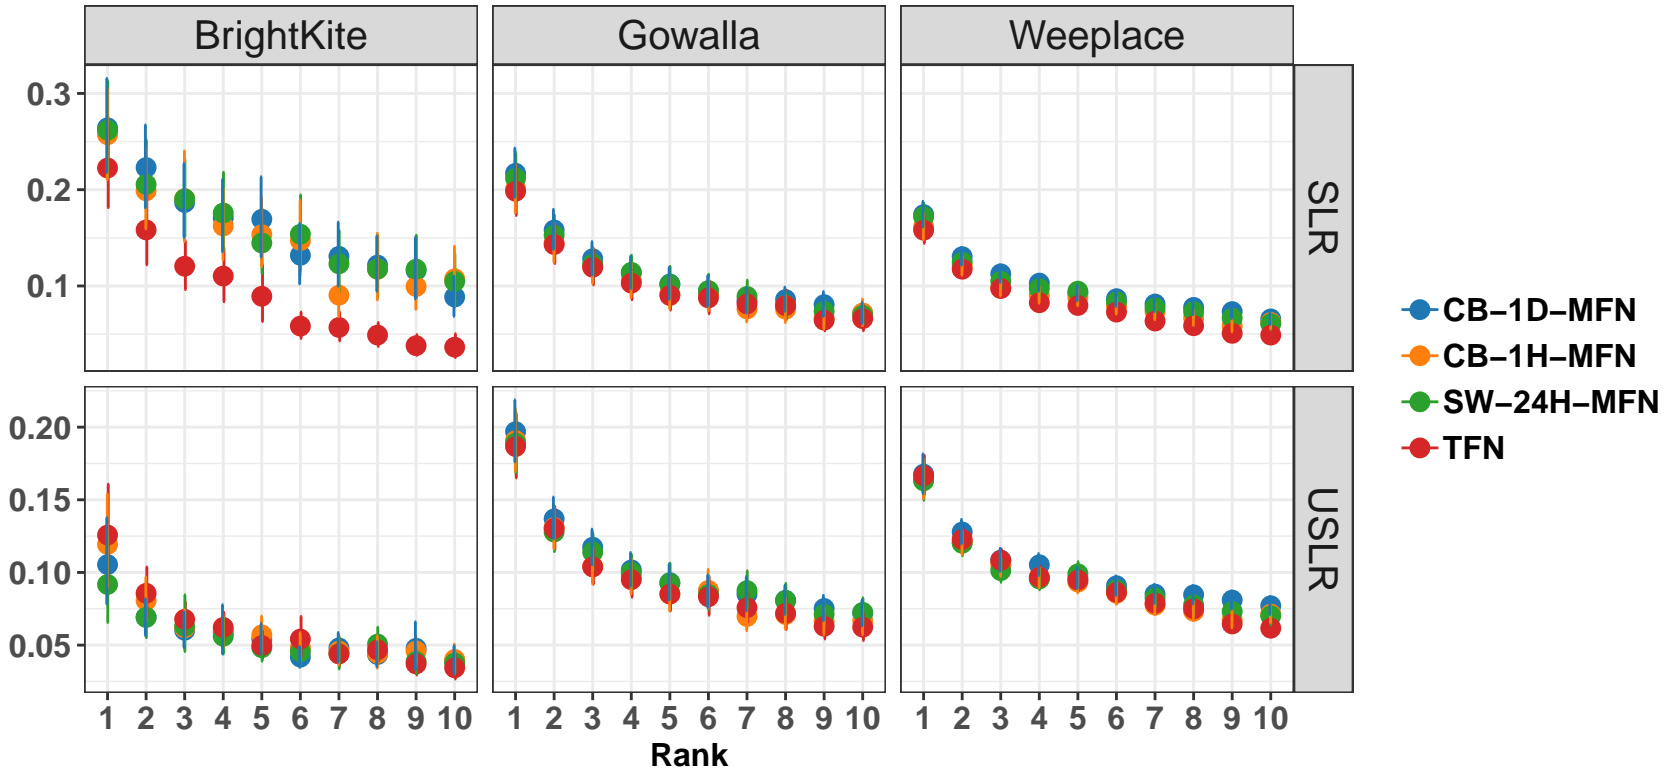 BrightKite Gowalla Weeplace
0.3
0.2
0.1
SLR
0.20
0.15
0.10
0.05
USLR
1 2 3 4 5 6 7 8 9 10 1 2 3 4 5 6 7 8 9 10 1 2 3 4 5 6 7 8 9 10
Rank
CB−1D−MFN
CB−1H−MFN
SW−24H−MFN
TFN